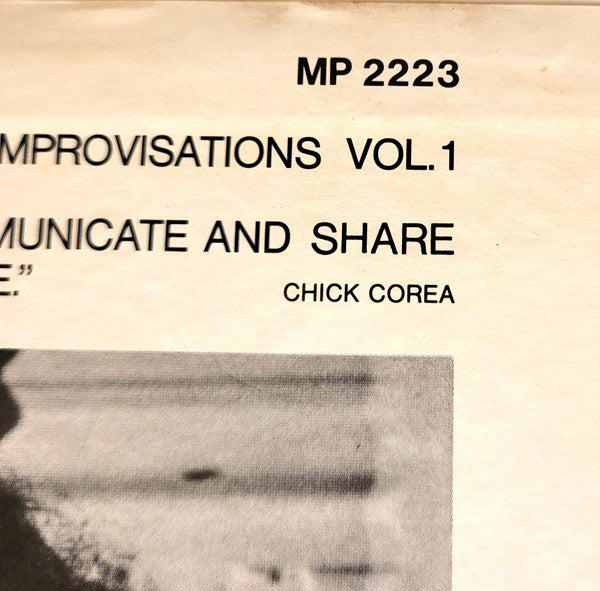 MP 2223
MPROVISATIONS VOL.1
MUNICATE AND SHARE
E.”
CHICK COREA